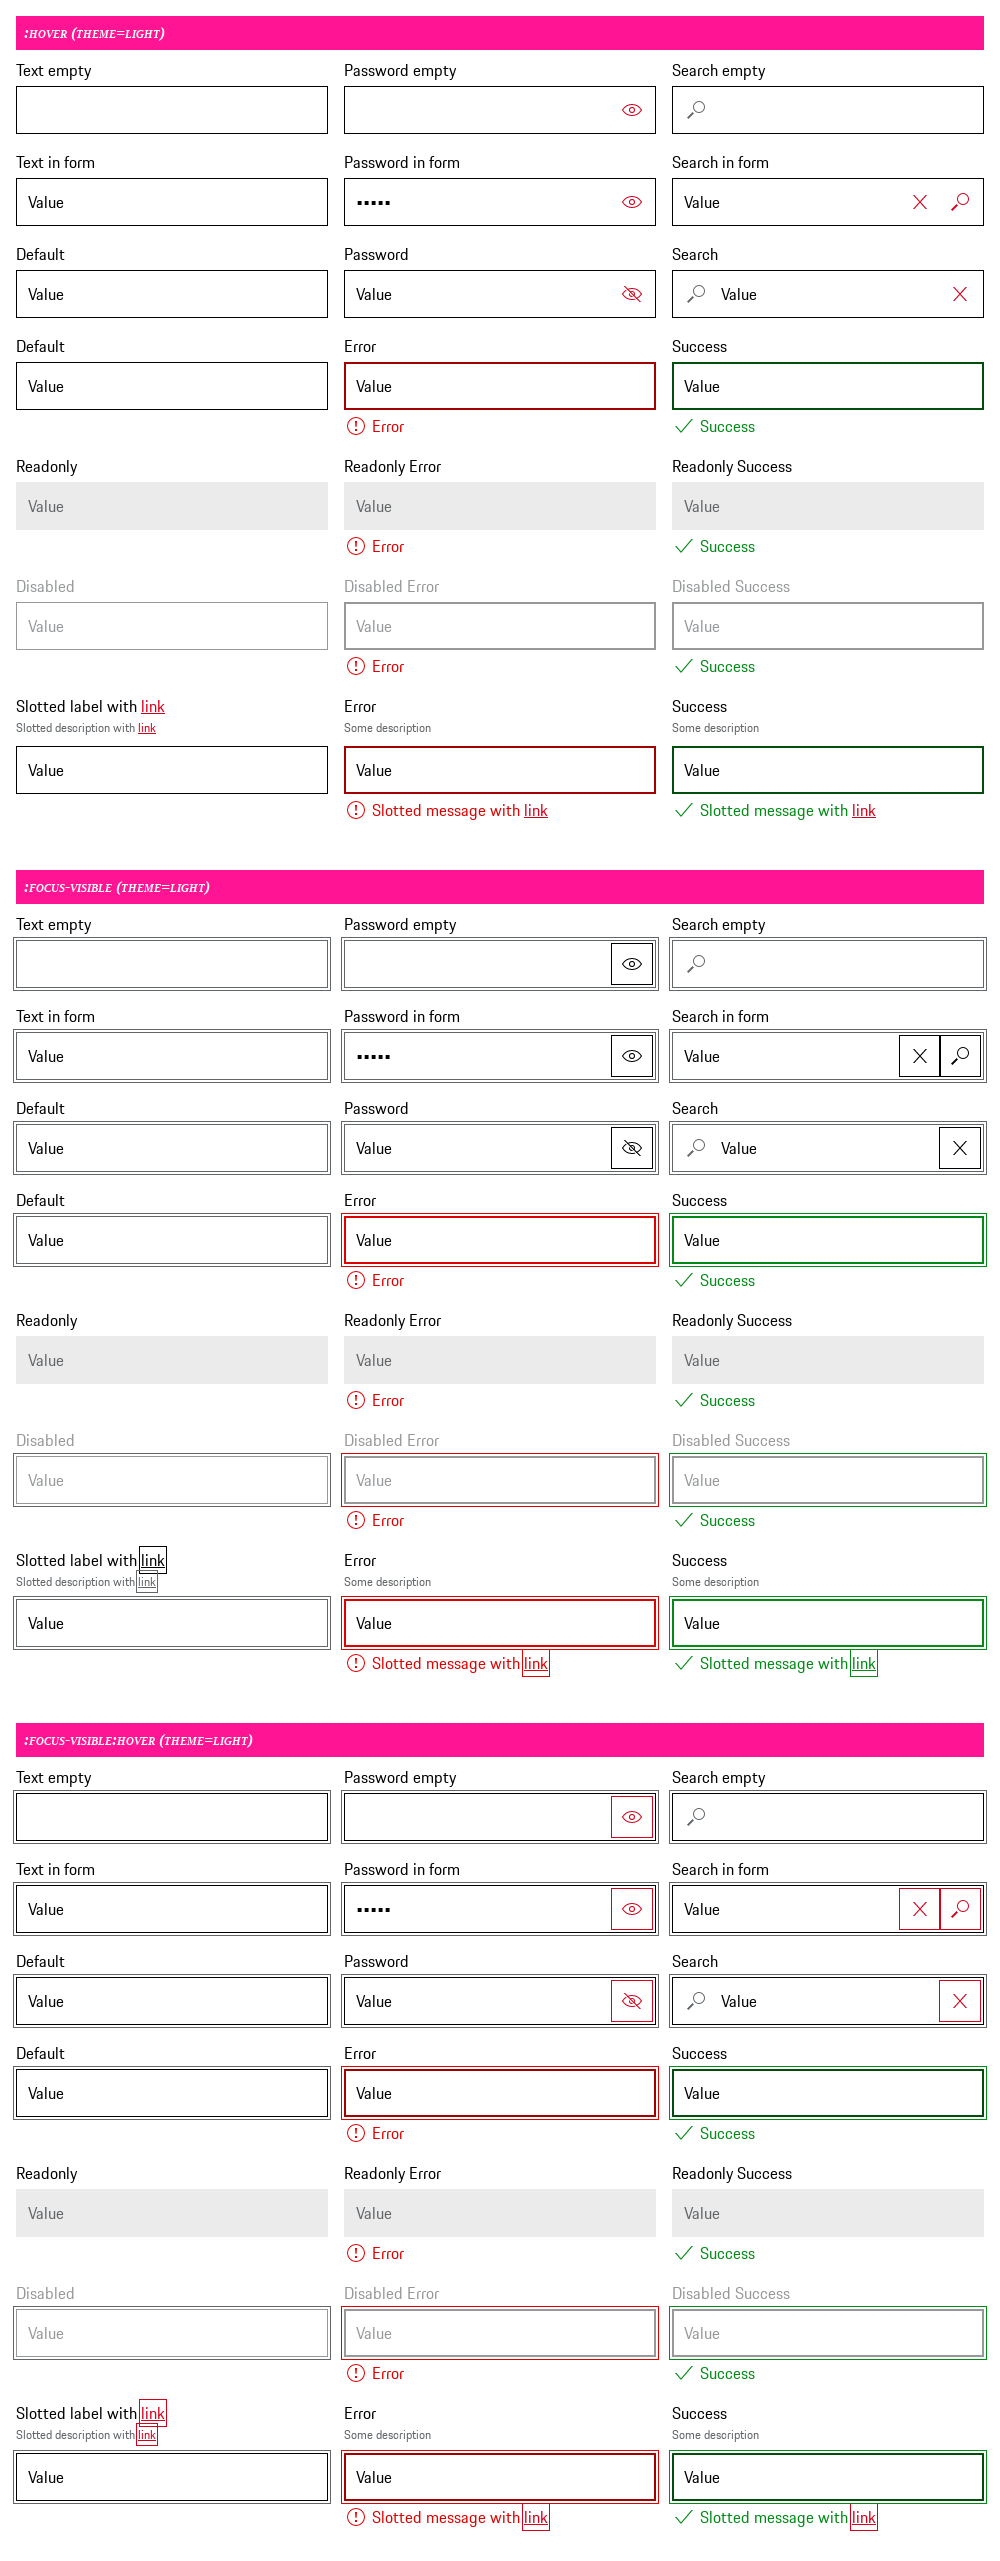 :hover (theme=light)
Text empty Password empty Search empty
Text in form Password in form Search in form
Value ••••• Value
Default Password Search
Value Value Value
Default Error Success
Value Value Value
Error Success
Readonly Readonly Error Readonly Success
Value Value Value
Error Success
Disabled Disabled Error Disabled Success
Value Value Value
Error Success
Slotted label with link Error Success
Slotted description with link Some description Some description
Value Value Value
Slotted message with link Slotted message with link
:focus-visible (theme=light)
Text empty Password empty Search empty
Text in form Password in form Search in form
Value ••••• Value
Default Password Search
Value Value Value
Default Error Success
Value Value Value
Error Success
Readonly Readonly Error Readonly Success
Value Value Value
Error Success
Disabled Disabled Error Disabled Success
Value Value Value
Error Success
Slotted label with link Error Success
Slotted description with link Some description Some description
Value Value Value
Slotted message with link Slotted message with link
:focus-visible:hover (theme=light)
Text empty Password empty Search empty
Text in form Password in form Search in form
Value ••••• Value
Default Password Search
Value Value Value
Default Error Success
Value Value Value
Error Success
Readonly Readonly Error Readonly Success
Value Value Value
Error Success
Disabled Disabled Error Disabled Success
Value Value Value
Error Success
Slotted label with link Error Success
Slotted description with link Some description Some description
Value Value Value
Slotted message with link Slotted message with link